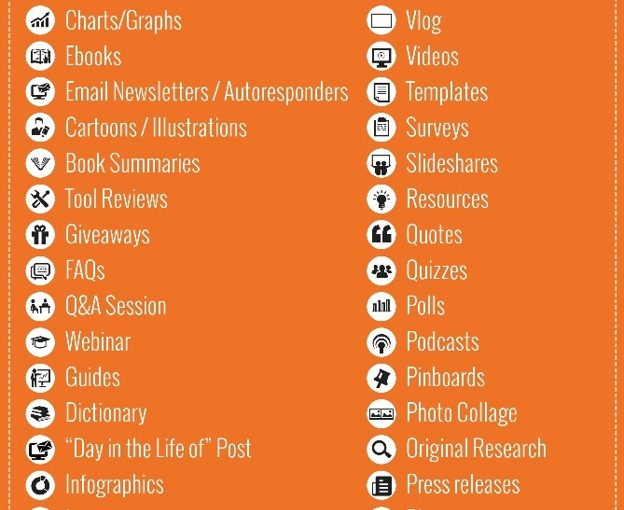 Charts/Graphs
Ebooks
Email Newsletters / Autoresponders
Cartoons / Illustrations
Book Summaries
Tool Reviews
Giveaways
FAQs
Q&A Session
Webinar
Guides
Dictionary
“Day in the Life of” Post
Infographics
Vlog
Videos
Templates
Surveys
Slideshares
Resources
Quotes
Quizzes
Polls
Podcasts
Pinboards
Photo Collage
Original Research
Press releases